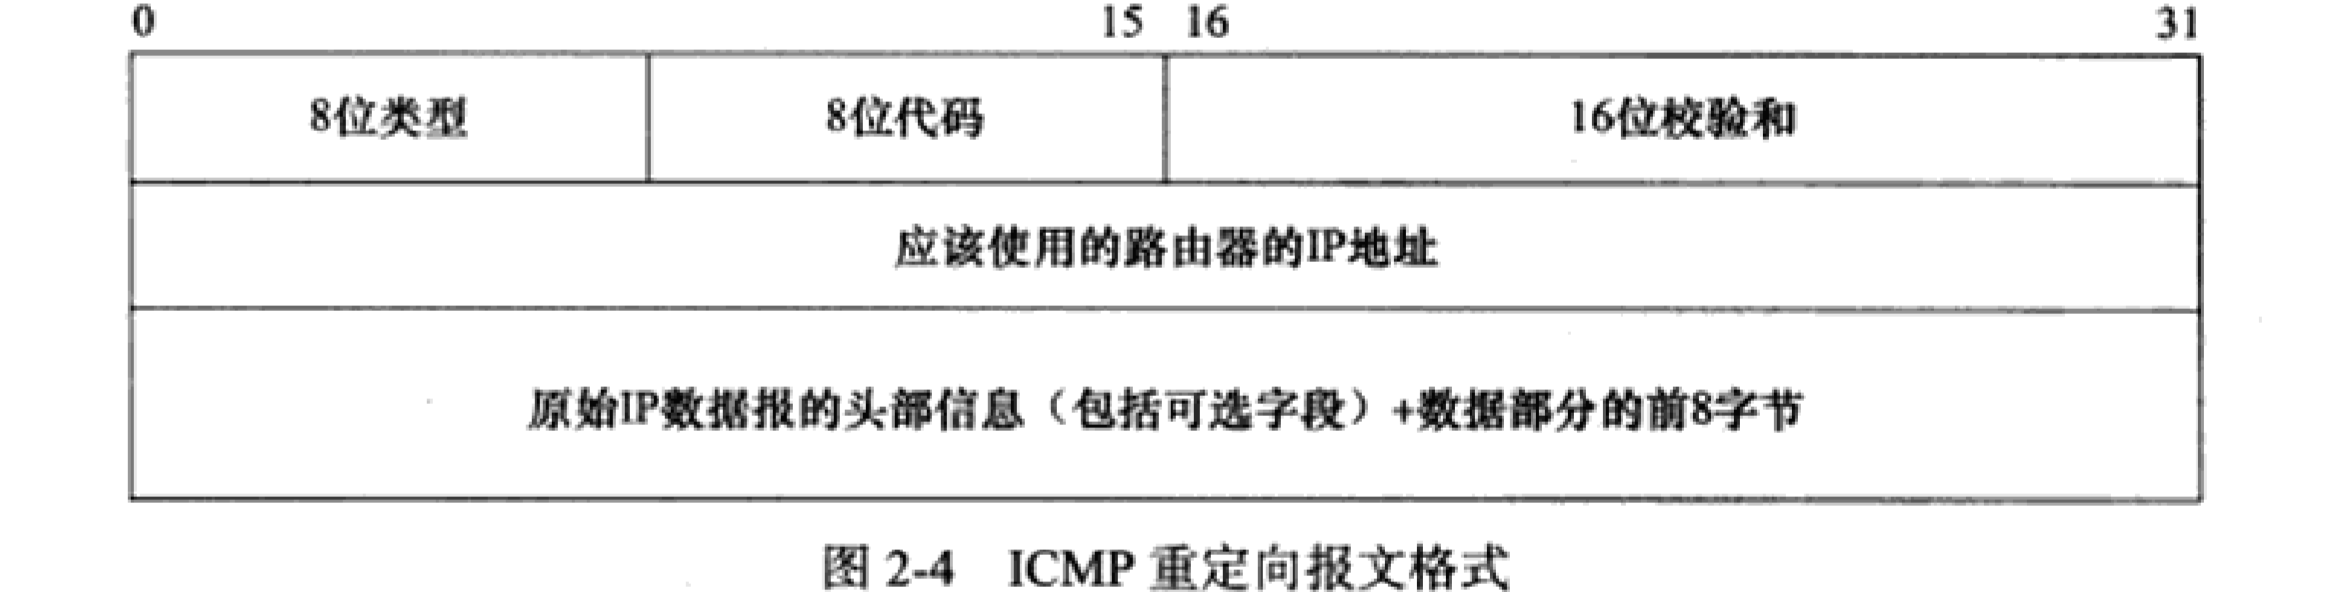 0 15 16 31
8位类型 8位代码 16位校验和
应该使用的路由器的IP地址
原始IP数据报的头部信息（包括可选字段）+数据部分的前8字节
图 2-4 ICMP 重定向报文格式